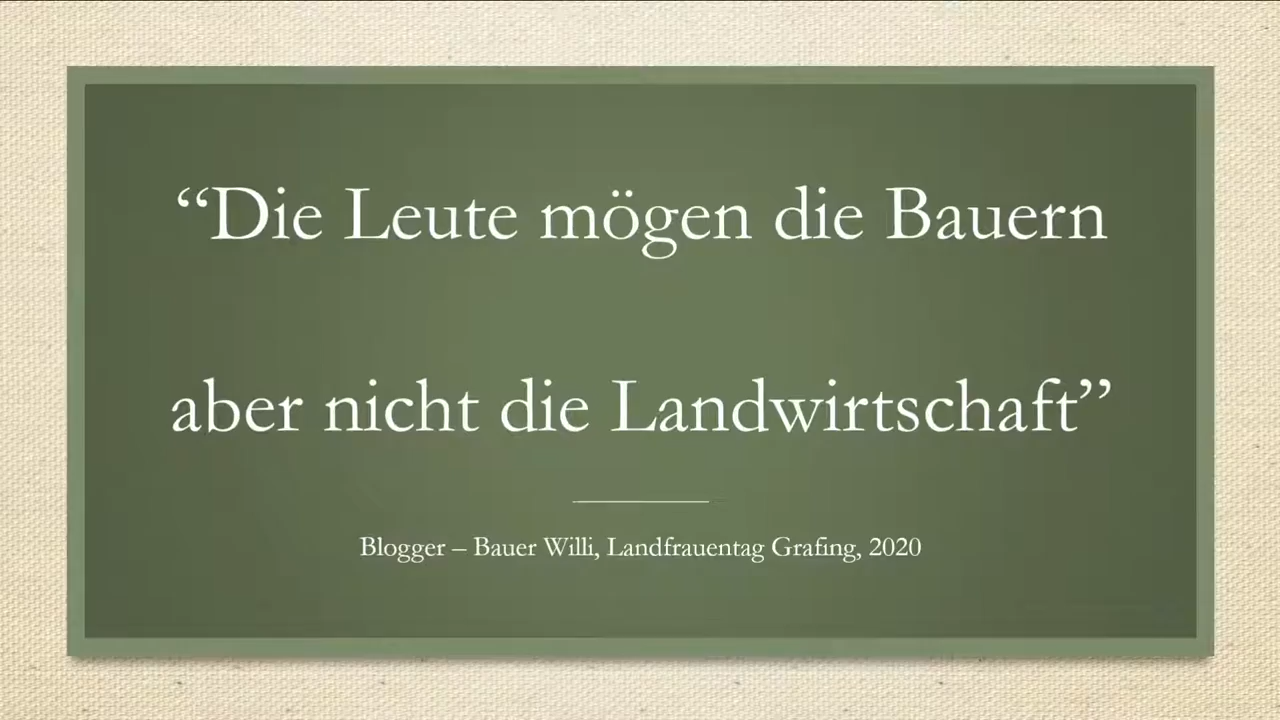 “Die Leute mögen die Bauern
aber nicht die Landwirtschaft”
Blogger – Bauer Willi, Landfrauentag Grafing, 2020